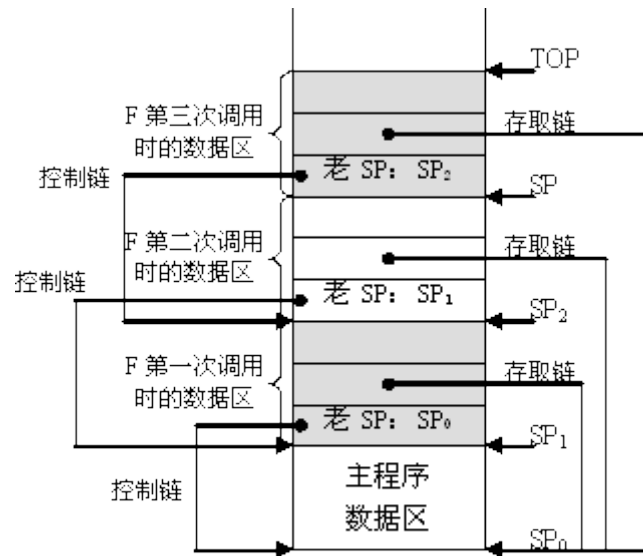 TOP
F 第三次调用
时的数据区
存取链
控制链
老 SP: SP₂
SP
F 第二次调用
时的数据区
存取链
控制链
老 SP: SP₁
SP₂
F 第一次调用
时的数据区
存取链
老 SP: SP₀
SP₁
控制链
主程序
数据区
SP₀